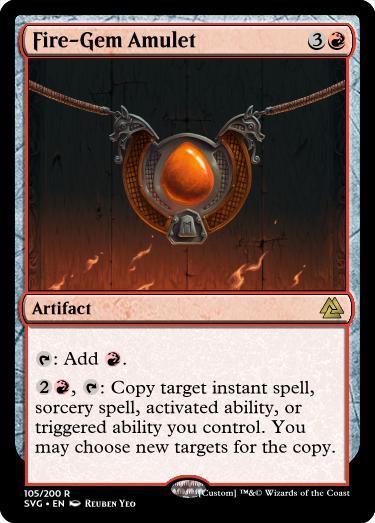 Fire-Gem Amulet 3
Artifact
: Add .
2 , : Copy target instant spell,
sorcery spell, activated ability, or
triggered ability you control. You
may choose new targets for the copy.
105/200 R
SVG • EN Reuben Yeo
[Custom] ™&© Wizards of the Coast